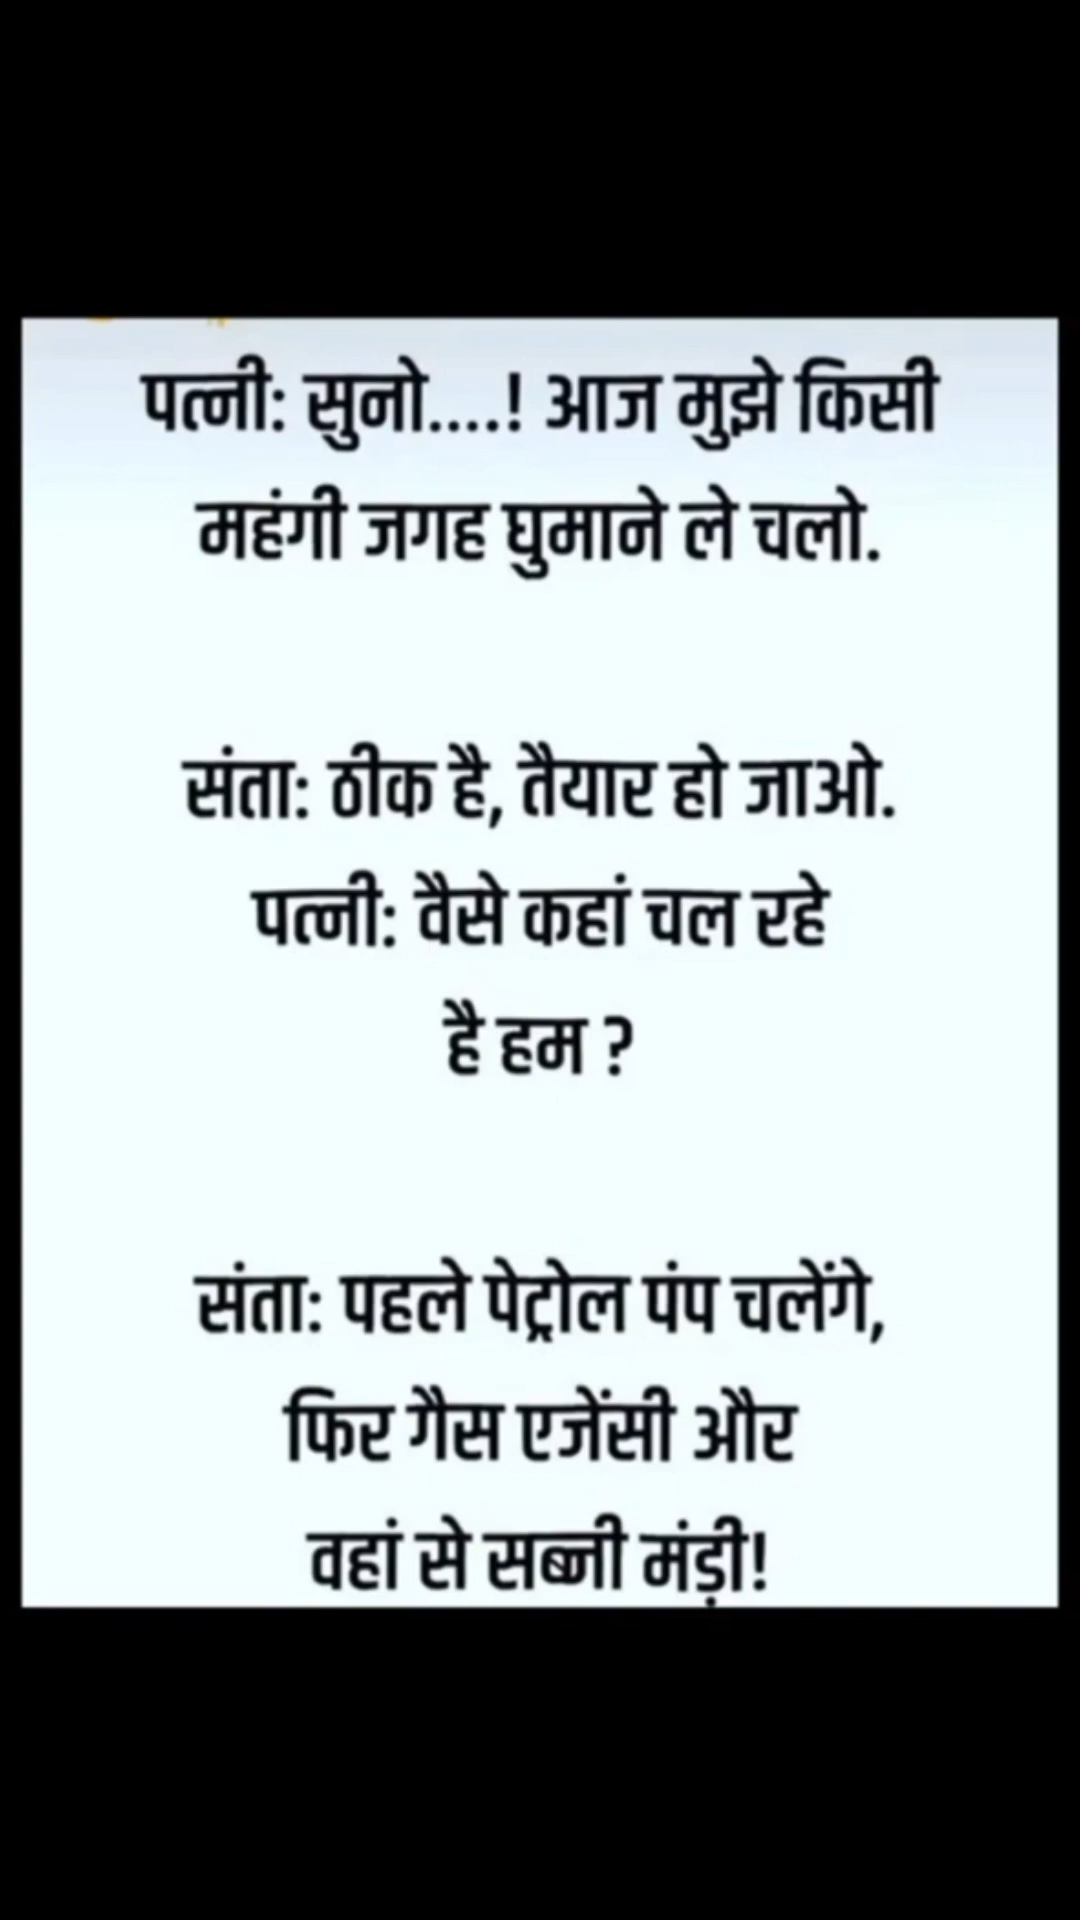 पत्नी: सुनो....! आज मुझे किसी
महंगी जगह घुमाने ले चलो.
संता: ठीक है, तैयार हो जाओ.
पत्नी: वैसे कहां चल रहे
है हम ?
संता: पहले पेट्रोल पंप चलेंगे,
फिर गैस एजेंसी और
वहां से सब्जी मंड़ी!